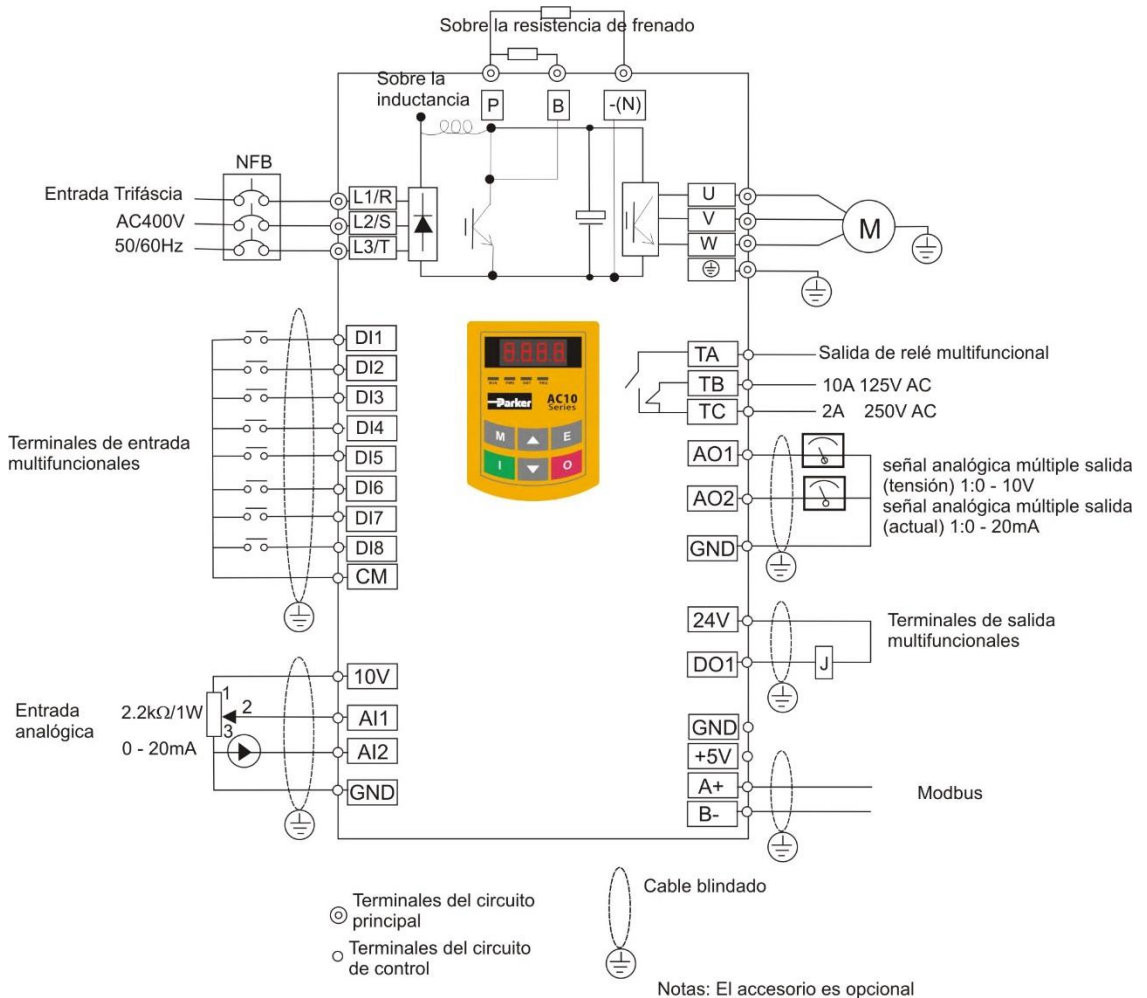 Sobre la resistencia de frenado
Sobre la
inductancia
P
B
-(N)
NFB
Entrada Trifáscia
AC400V
50/60Hz
L1/R
L2/S
L3/T
U
V
W
M
DI1
DI2
DI3
DI4
DI5
DI6
DI7
DI8
CM
Terminales de entrada
multifuncionales
8.8.8.8
Parker
AC10
Series
M
E
I
O
TA
Salida de relé multifuncional
TB
10A 125V AC
TC
2A 250V AC
AO1
AO2
GND
señal analógica múltiple salida
(tensión) 1:0 - 10V
señal analógica múltiple salida
(actual) 1:0 - 20mA
24V
DO1
J
Terminales de salida
multifuncionales
10V
AI1
AI2
GND
1
2
3
2.2kΩ/1W
0 - 20mA
Entrada
analógica
GND
+5V
A+
B-
Modbus
Terminales del circuito
principal
Terminales del circuito
de control
Cable blindado
Notas: El accesorio es opcional